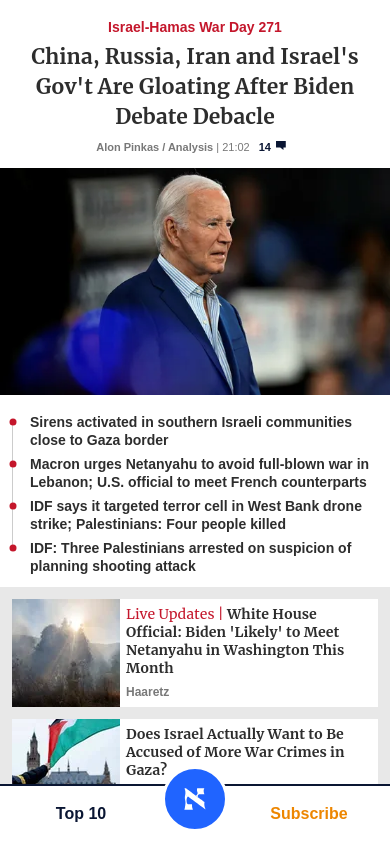 Israel-Hamas War Day 271
China, Russia, Iran and Israel's
Gov't Are Gloating After Biden
Debate Debacle
Alon Pinkas / Analysis | 21:02 14
Sirens activated in southern Israeli communities
close to Gaza border
Macron urges Netanyahu to avoid full-blown war in
Lebanon; U.S. official to meet French counterparts
IDF says it targeted terror cell in West Bank drone
strike; Palestinians: Four people killed
IDF: Three Palestinians arrested on suspicion of
planning shooting attack
Live Updates | White House
Official: Biden 'Likely' to Meet
Netanyahu in Washington This
Month
Haaretz
Does Israel Actually Want to Be
Accused of More War Crimes in
Gaza?
Top 10
Subscribe